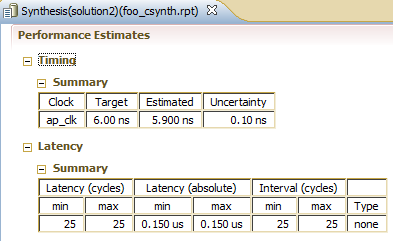 Synthesis(solution2)(foo_csynth.rpt)
Performance Estimates
Timing
Summary
Clock Target Estimated Uncertainty
ap_clk 6.00 ns 5.900 ns 0.10 ns
Latency
Summary
Latency (cycles) Latency (absolute) Interval (cycles)
min max min max min max Type
25 25 0.150 us 0.150 us 25 25 none